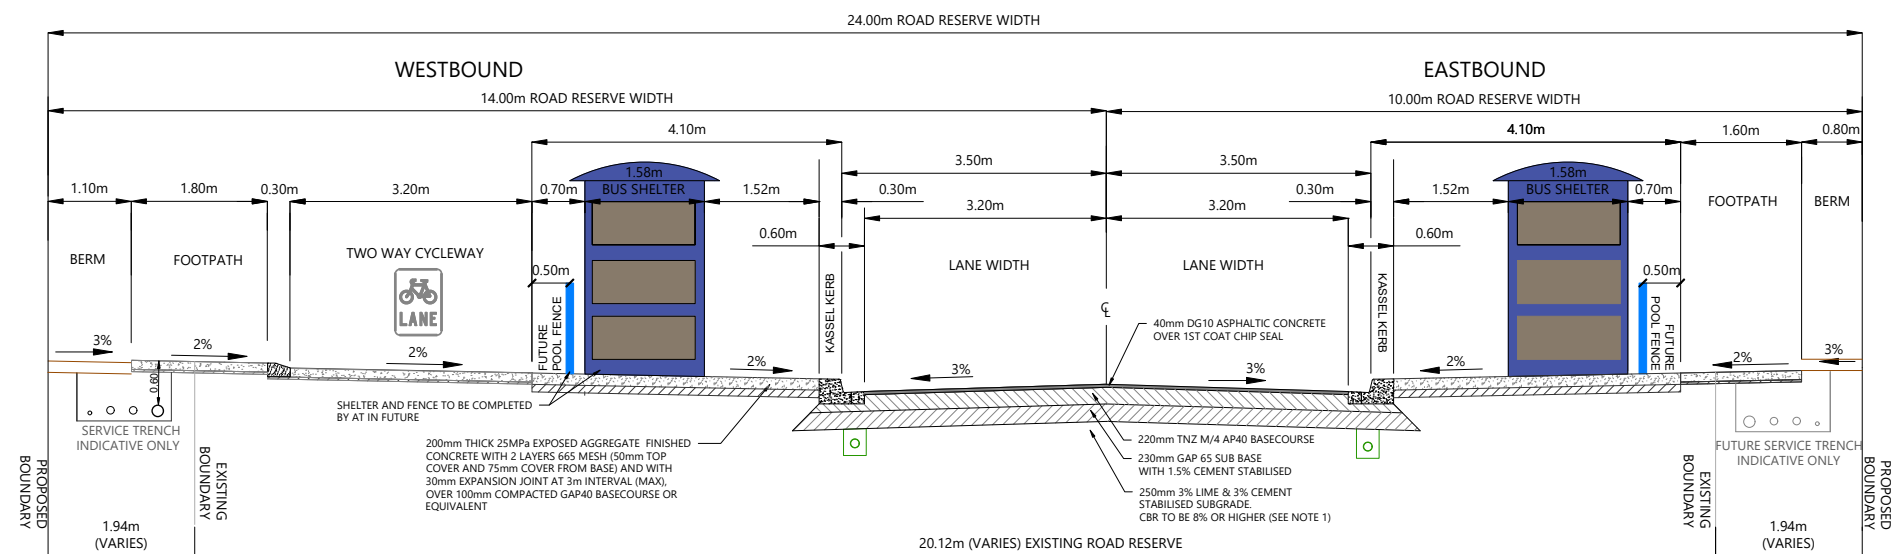 24.00m ROAD RESERVE WIDTH
WESTBOUND
EASTBOUND
14.00m ROAD RESERVE WIDTH
10.00m ROAD RESERVE WIDTH
4.10m
4.10m
1.60m
0.80m
3.50m
3.50m
1.10m
1.80m
0.30m
3.20m
0.70m
1.58m
BUS SHELTER
1.52m
0.30m
0.30m
1.52m
1.58m
BUS SHELTER
0.70m
3.20m
3.20m
FOOTPATH
BERM
0.60m
0.60m
BERM
FOOTPATH
TWO WAY CYCLEWAY
LANE
LANE WIDTH
LANE WIDTH
0.50m
0.50m
FUTURE
POOL FENCE
KASSEL KERB
KASSEL KERB
FUTURE
POOL FENCE
CL
40mm DG10 ASPHALTIC CONCRETE
OVER 1ST COAT CHIP SEAL
3%
2%
2%
2%
3%
3%
2%
2%
3%
0.60
SHELTER AND FENCE TO BE COMPLETED
BY AT IN FUTURE
SERVICE TRENCH
INDICATIVE ONLY
200mm THICK 25MPa EXPOSED AGGREGATE FINISHED
CONCRETE WITH 2 LAYERS 665 MESH (50mm TOP
COVER AND 75mm COVER FROM BASE) AND WITH
30mm EXPANSION JOINT AT 3m INTERVAL (MAX),
OVER 100mm COMPACTED GAP40 BASECOURSE OR
EQUIVALENT
220mm TNZ M/4 AP40 BASECOURSE
230mm GAP 65 SUB BASE
WITH 1.5% CEMENT STABILISED
250mm 3% LIME & 3% CEMENT
STABILISED SUBGRADE.
CBR TO BE 8% OR HIGHER (SEE NOTE 1)
FUTURE SERVICE TRENCH
INDICATIVE ONLY
PROPOSED
BOUNDARY
EXISTING
BOUNDARY
EXISTING
BOUNDARY
PROPOSED
BOUNDARY
1.94m
(VARIES)
20.12m (VARIES) EXISTING ROAD RESERVE
1.94m
(VARIES)